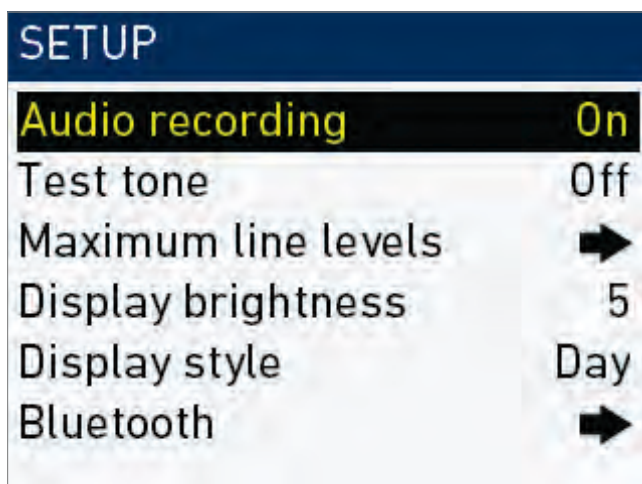 SETUP
Audio recording On
Test tone Off
Maximum line levels
Display brightness 5
Display style Day
Bluetooth